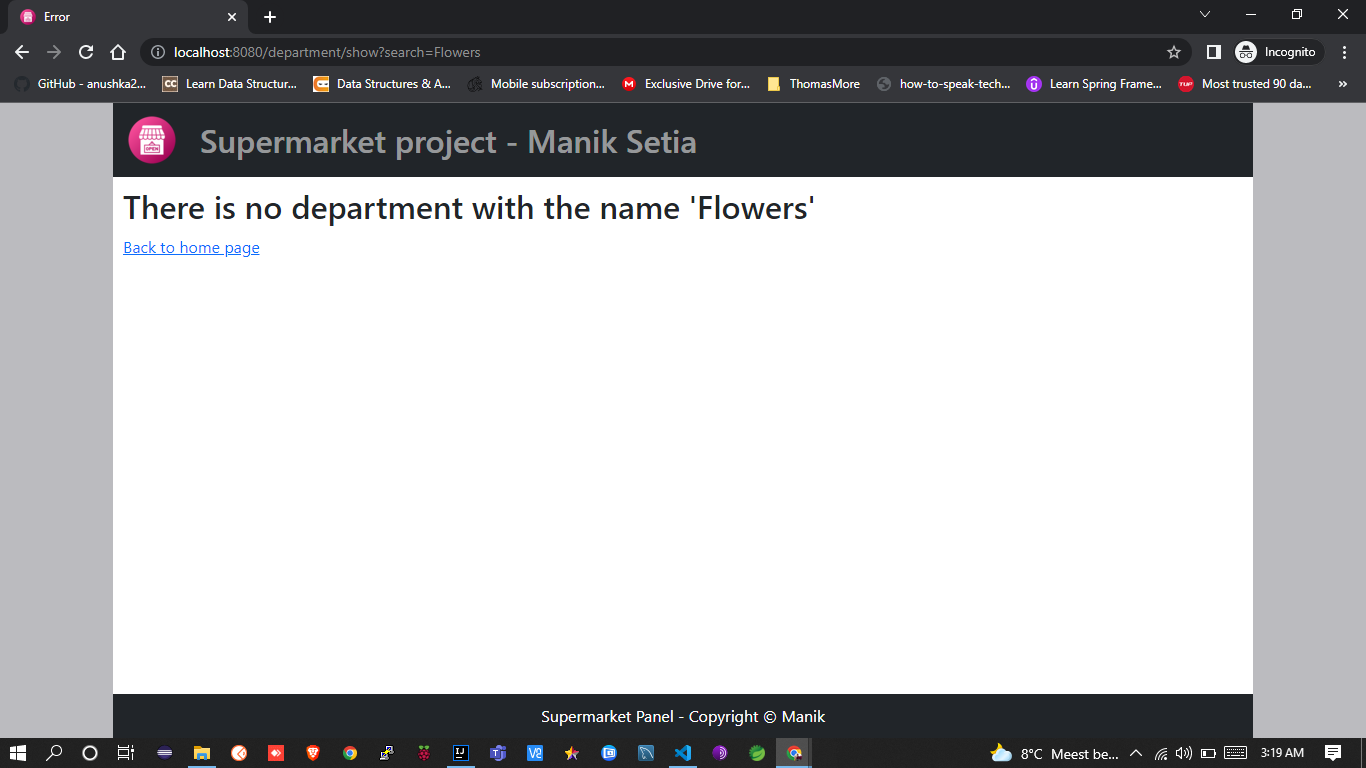 Error
localhost:8080/department/show?search=Flowers
Incognito
GitHub - anushka2...
Learn Data Structur...
Data Structures & A...
Mobile subscription...
Exclusive Drive for...
ThomasMore
how-to-speak-tech...
Learn Spring Frame...
Most trusted 90 da...
»
OPEN
Supermarket project - Manik Setia
There is no department with the name 'Flowers'
Back to home page
Supermarket Panel - Copyright © Manik
8°C Meest be...
3:19 AM